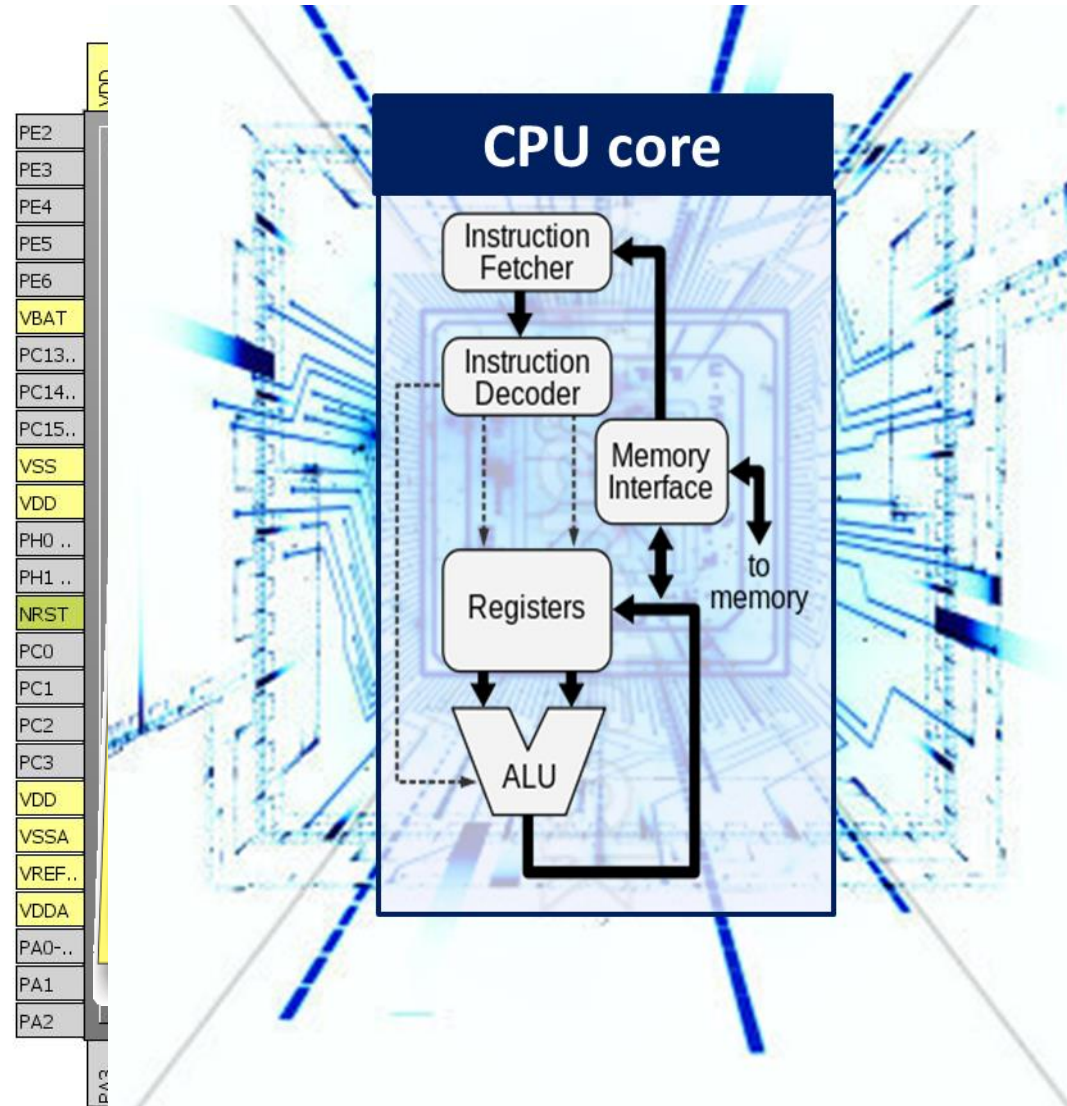 VDD
PE2
PE3
PE4
PE5
PE6
VBAT
PC13..
PC14..
PC15..
VSS
VDD
PH0 ..
PH1 ..
NRST
PC0
PC1
PC2
PC3
VDD
VSSA
VREF..
VDDA
PA0-..
PA1
PA2
PA3
CPU core
Instruction
Fetcher
Instruction
Decoder
Memory
Interface
to
memory
Registers
ALU